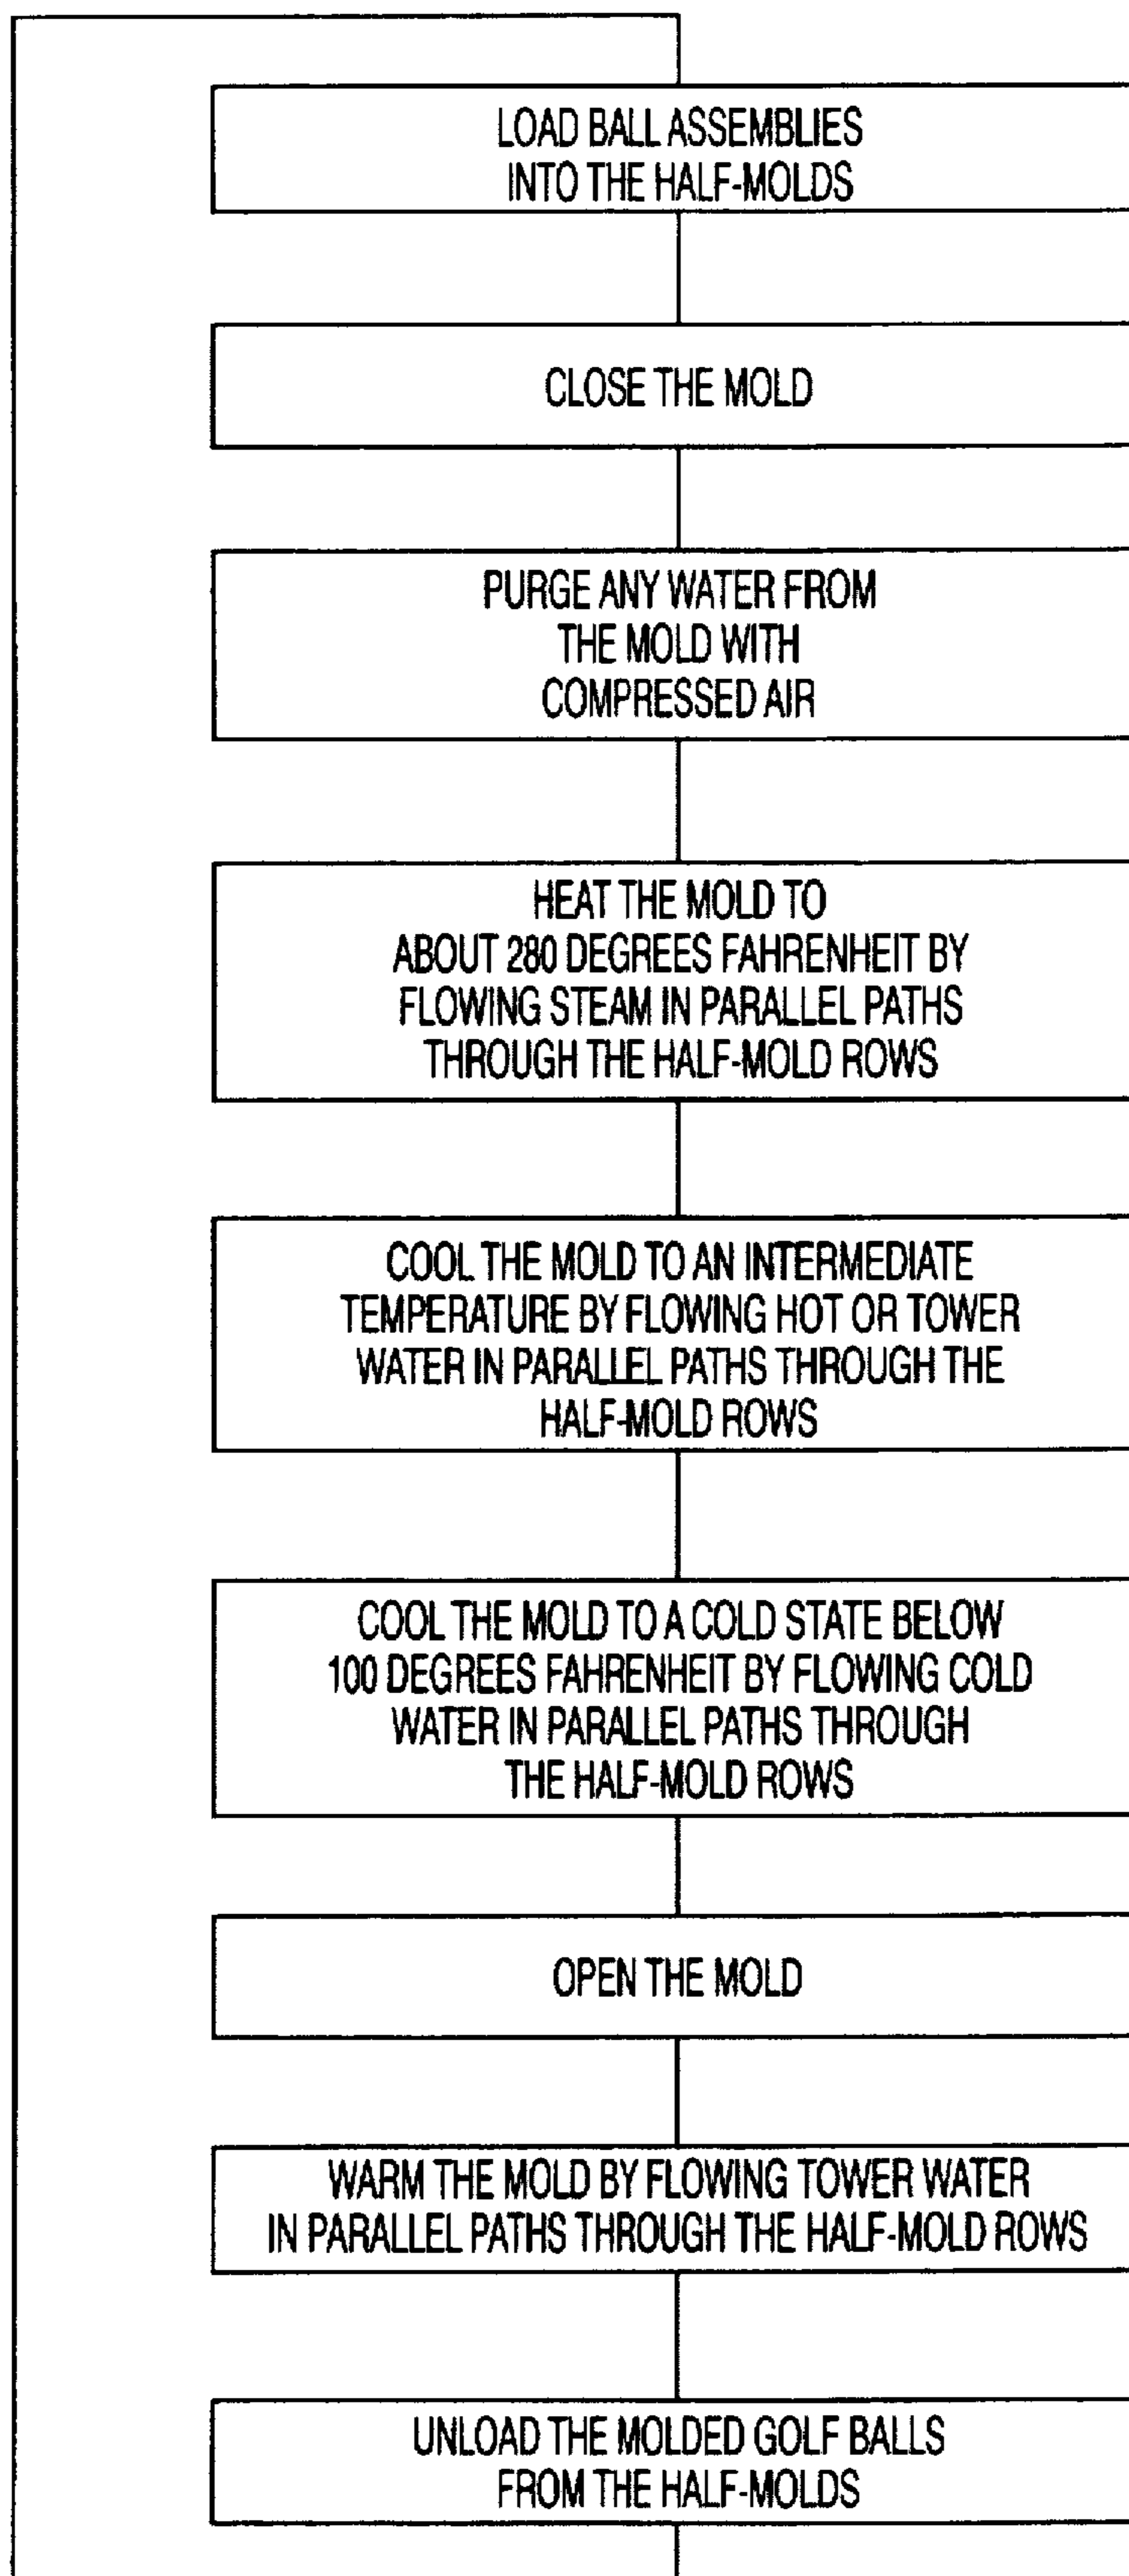 LOAD BALL ASSEMBLIES
INTO THE HALF-MOLDS
CLOSE THE MOLD
PURGE ANY WATER FROM
THE MOLD WITH
COMPRESSED AIR
HEAT THE MOLD TO
ABOUT 280 DEGREES FAHRENHEIT BY
FLOWING STEAM IN PARALLEL PATHS
THROUGH THE HALF-MOLD ROWS
COOL THE MOLD TO AN INTERMEDIATE
TEMPERATURE BY FLOWING HOT OR TOWER
WATER IN PARALLEL PATHS THROUGH THE
HALF-MOLD ROWS
COOL THE MOLD TO A COLD STATE BELOW
100 DEGREES FAHRENHEIT BY FLOWING COLD
WATER IN PARALLEL PATHS THROUGH
THE HALF-MOLD ROWS
OPEN THE MOLD
WARM THE MOLD BY FLOWING TOWER WATER
IN PARALLEL PATHS THROUGH THE HALF-MOLD ROWS
UNLOAD THE MOLDED GOLF BALLS
FROM THE HALF-MOLDS